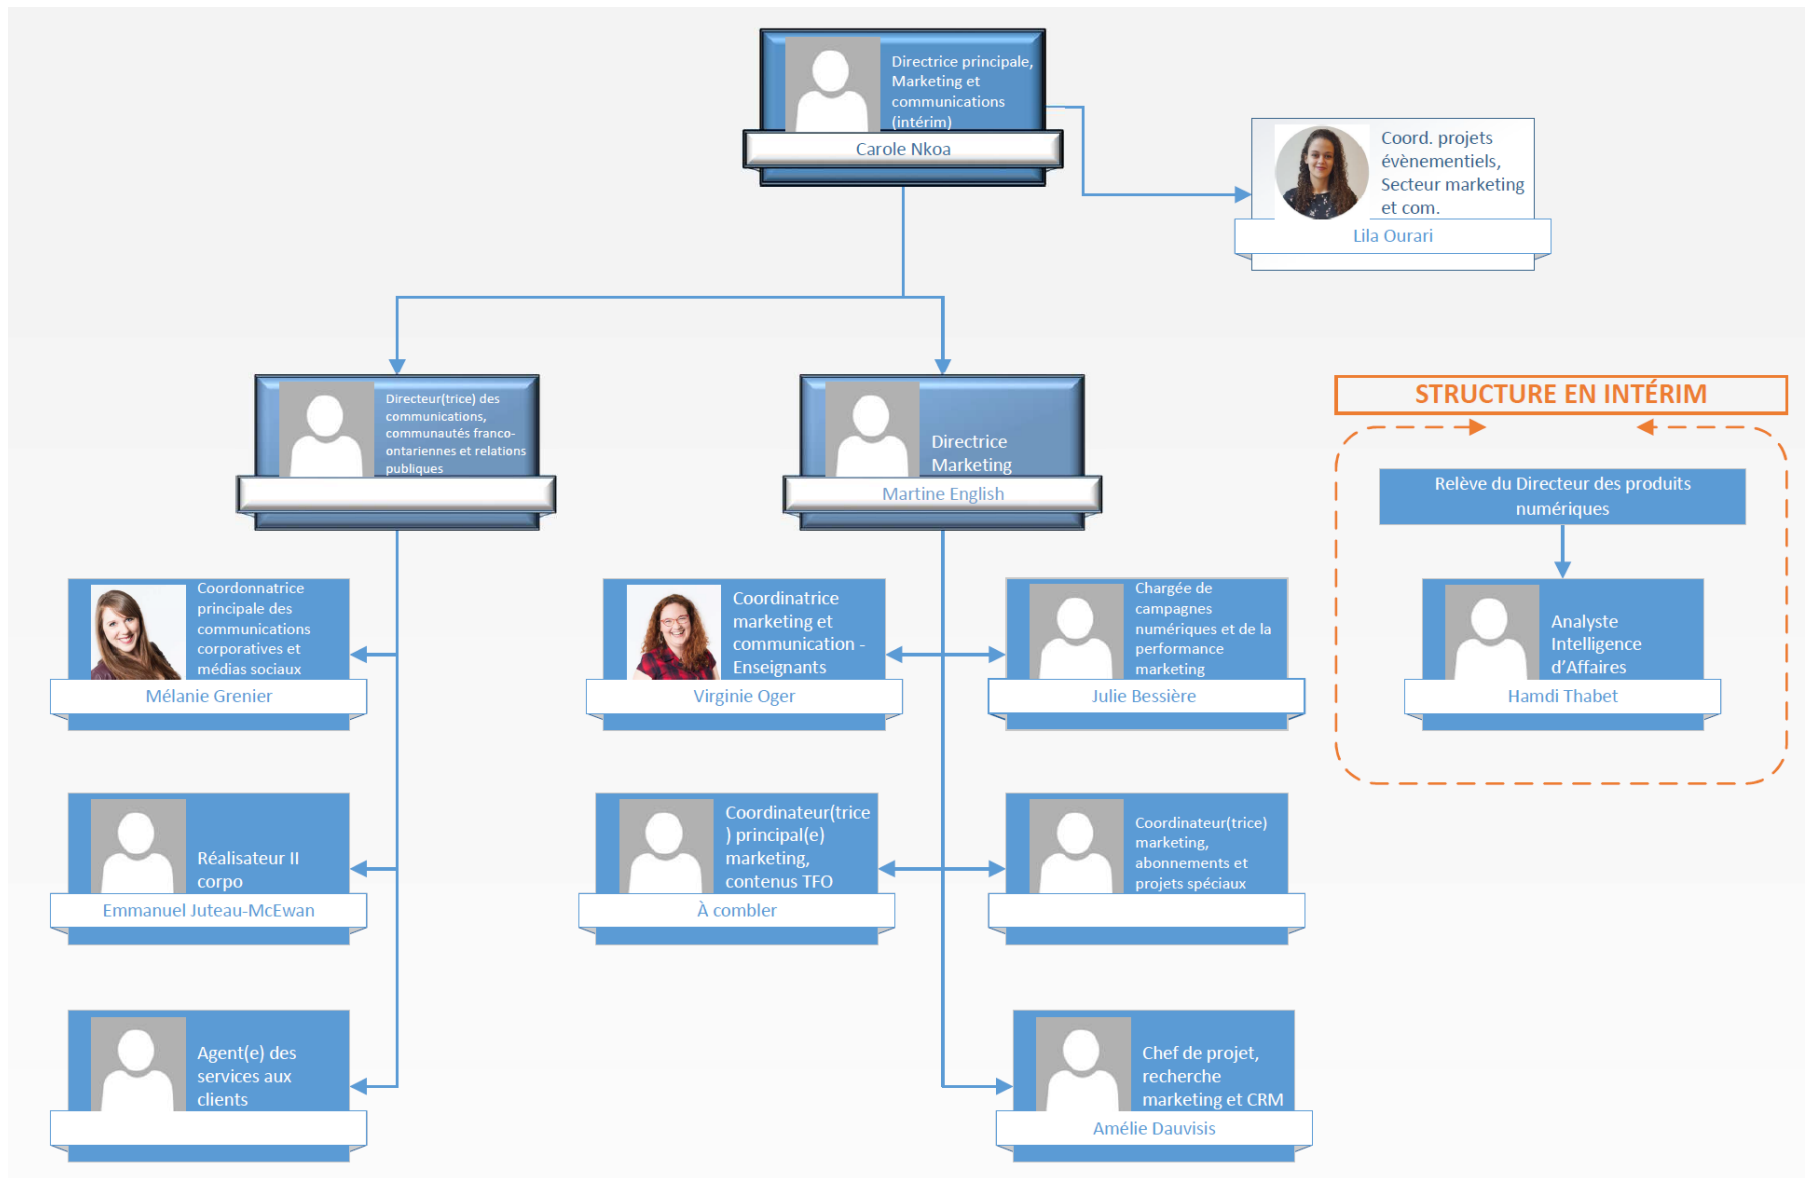 Directrice principale,
Marketing et
communications
(intérim)
Carole Nkoa
Coord. projets
évènementiels,
Secteur marketing
et com.
Lila Ourari
Directeur(trice) des
communications,
communautés franco-
ontariennes et relations
publiques
Directrice
Marketing
Martine English
STRUCTURE EN INTÉRIM
Relève du Directeur des produits
numériques
Coordonnatrice
principale des
communications
corporatives et
médias sociaux
Mélanie Grenier
Coordinatrice
marketing et
communication -
Enseignants
Virginie Oger
Chargée de
campagnes
numériques et de la
performance
marketing
Julie Bessière
Analyste
Intelligence
d’Affaires
Hamdi Thabet
Réalisateur II
corpo
Emmanuel Juteau-McEwan
Coordinateur(trice
) principal(e)
marketing,
contenus TFO
À combler
Coordinateur(trice)
marketing,
abonnements et
projets spéciaux
Agent(e) des
services aux
clients
Chef de projet,
recherche
marketing et CRM
Amélie Dauvisis